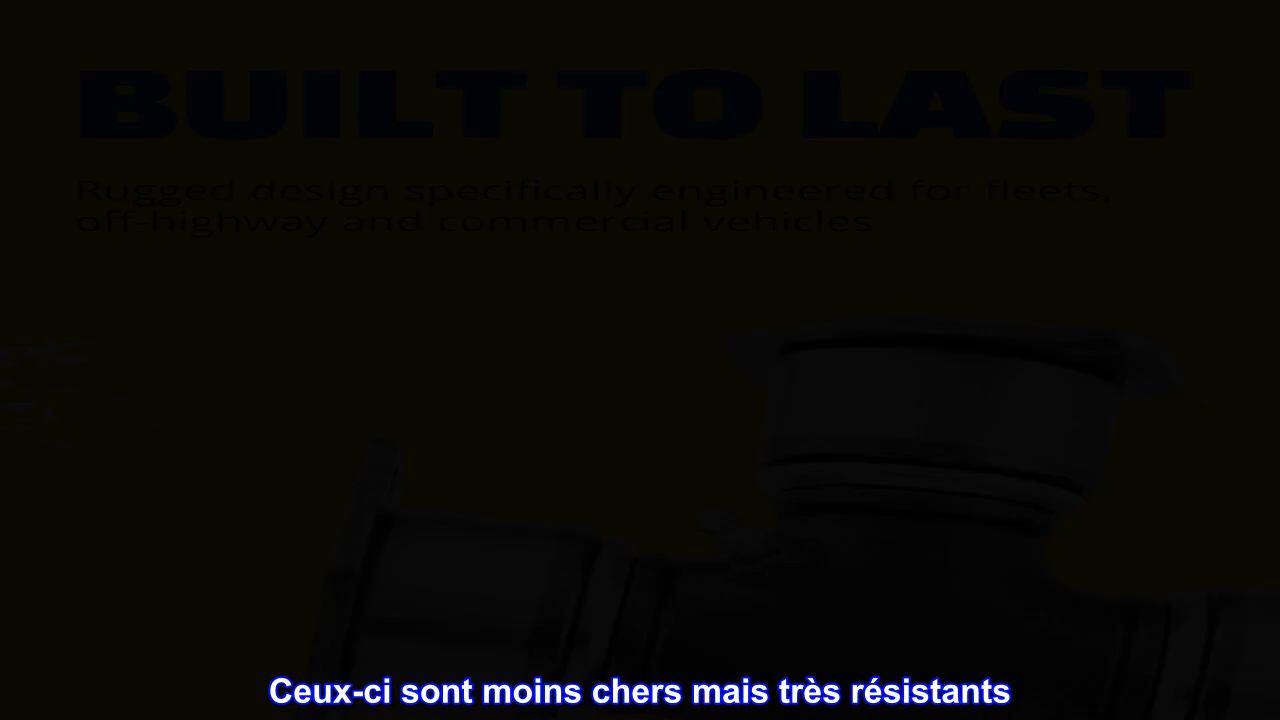 BUILT TO LAST
Rugged design specifically engineered for fleets,
off-highway and commercial vehicles
Ceux-ci sont moins chers mais très résistants